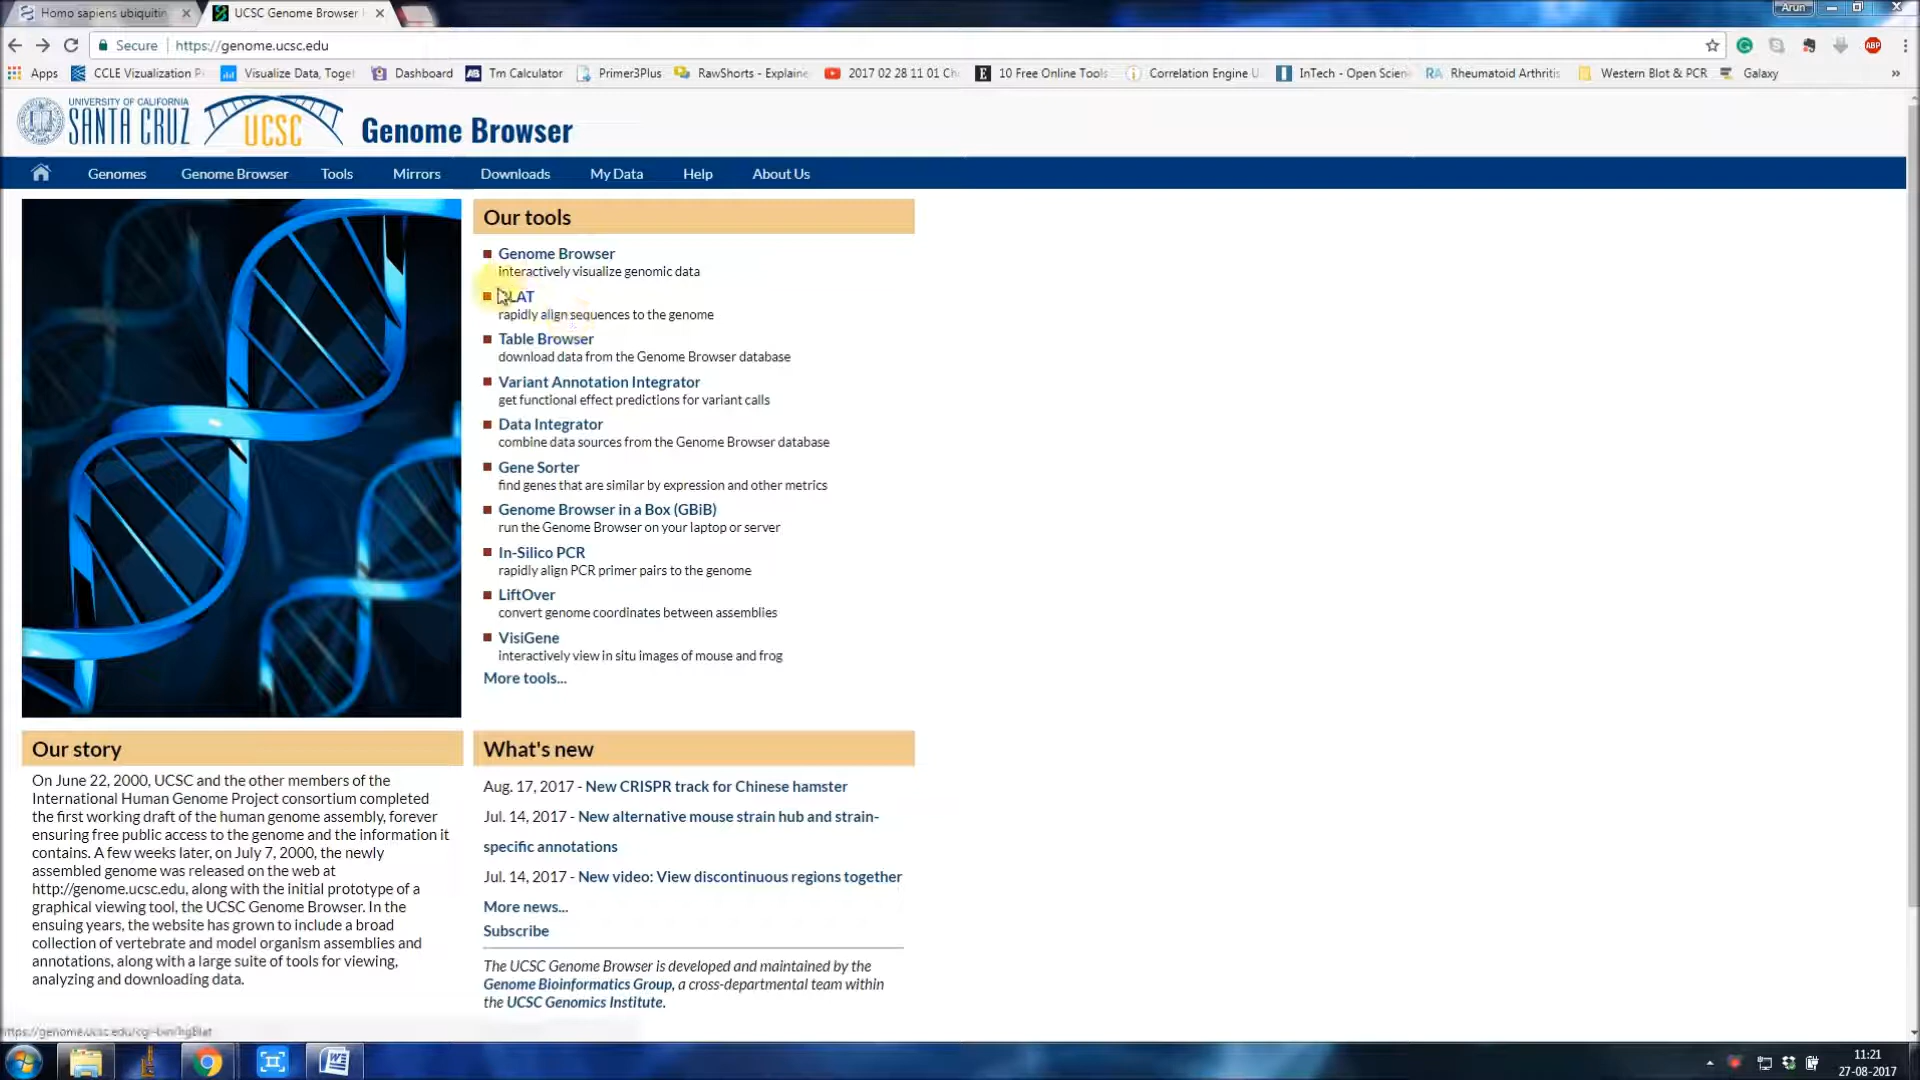 Homo sapiens ubiquitin
UCSC Genome Browser
Arun
Secure
https://genome.ucsc.edu
ABP
Apps
CCLE Vizualization P
Visualize Data, Toget
Dashboard
AB
Tm Calculator
Primer3Plus
RawShorts - Explaine
2017 02 28 11 01 Ch
E
10 Free Online Tools
Correlation Engine
InTech - Open Scien
RA
Rheumatoid Arthritis
Western Blot & PCR
Galaxy
»
UNIVERSITY OF CALIFORNIA
SANTA CRUZ
UCSC
Genome Browser
Genomes
Genome Browser
Tools
Mirrors
Downloads
My Data
Help
About Us
Our tools
Genome Browser
interactively visualize genomic data
LAT
rapidly align sequences to the genome
Table Browser
download data from the Genome Browser database
Variant Annotation Integrator
get functional effect predictions for variant calls
Data Integrator
combine data sources from the Genome Browser database
Gene Sorter
find genes that are similar by expression and other metrics
Genome Browser in a Box (GBiB)
run the Genome Browser on your laptop or server
In-Silico PCR
rapidly align PCR primer pairs to the genome
LiftOver
convert genome coordinates between assemblies
VisiGene
interactively view in situ images of mouse and frog
More tools...
Our story
On June 22, 2000, UCSC and the other members of the
International Human Genome Project consortium completed
the first working draft of the human genome assembly, forever
ensuring free public access to the genome and the information it
contains. A few weeks later, on July 7, 2000, the newly
assembled genome was released on the web at
http://genome.ucsc.edu, along with the initial prototype of a
graphical viewing tool, the UCSC Genome Browser. In the
ensuing years, the website has grown to include a broad
collection of vertebrate and model organism assemblies and
annotations, along with a large suite of tools for viewing,
analyzing and downloading data.
What's new
Aug. 17, 2017 - New CRISPR track for Chinese hamster
Jul. 14, 2017 - New alternative mouse strain hub and strain-
specific annotations
Jul. 14, 2017 - New video: View discontinuous regions together
More news...
Subscribe
The UCSC Genome Browser is developed and maintained by the
Genome Bioinformatics Group, a cross-departmental team within
the UCSC Genomics Institute.
https://genome.ucsc.edu/cgi-bin/hgBlat
11:21
27-08-2017